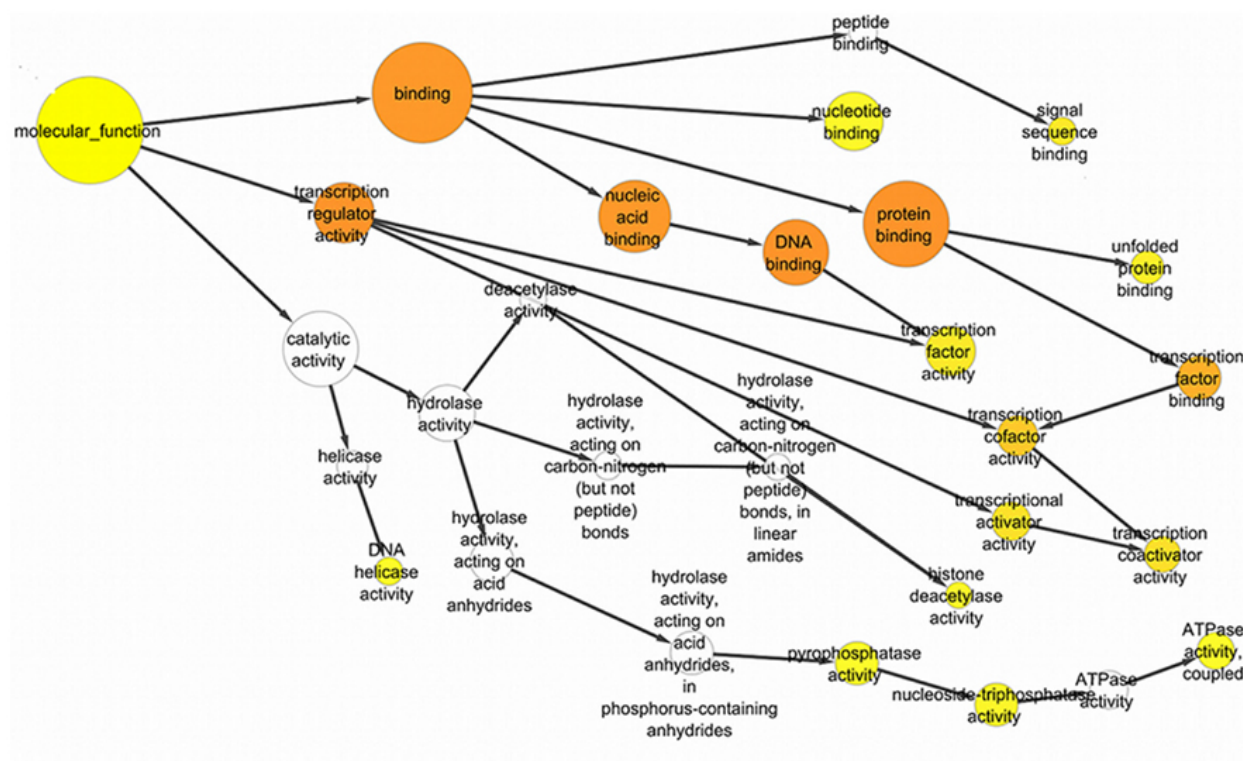 peptide
binding
binding
molecular_function
nucleotide
binding
signal
sequence
binding
transcription
regulator
activity
nucleic
acid
binding
protein
binding
DNA
binding
unfolded
protein
binding
deacetylase
activity
catalytic
activity
transcription
factor
activity
transcription
factor
binding
hydrolase
activity
hydrolase
activity,
acting on
carbon-nitrogen
(but not
peptide)
bonds
hydrolase
activity,
acting on
carbon-nitrogen
(but not
peptide)
bonds, in
linear
amides
transcription
cofactor
activity
helicase
activity
transcriptional
activator
activity
transcription
coactivator
activity
DNA
helicase
activity
hydrolase
activity,
acting on
acid
anhydrides
histone
deacetylase
activity
hydrolase
activity,
acting on
acid
anhydrides,
in
phosphorus-containing
anhydrides
pyrophosphatase
activity
nucleoside-triphosphatase
activity
ATPase
activity
ATPase
activity,
coupled